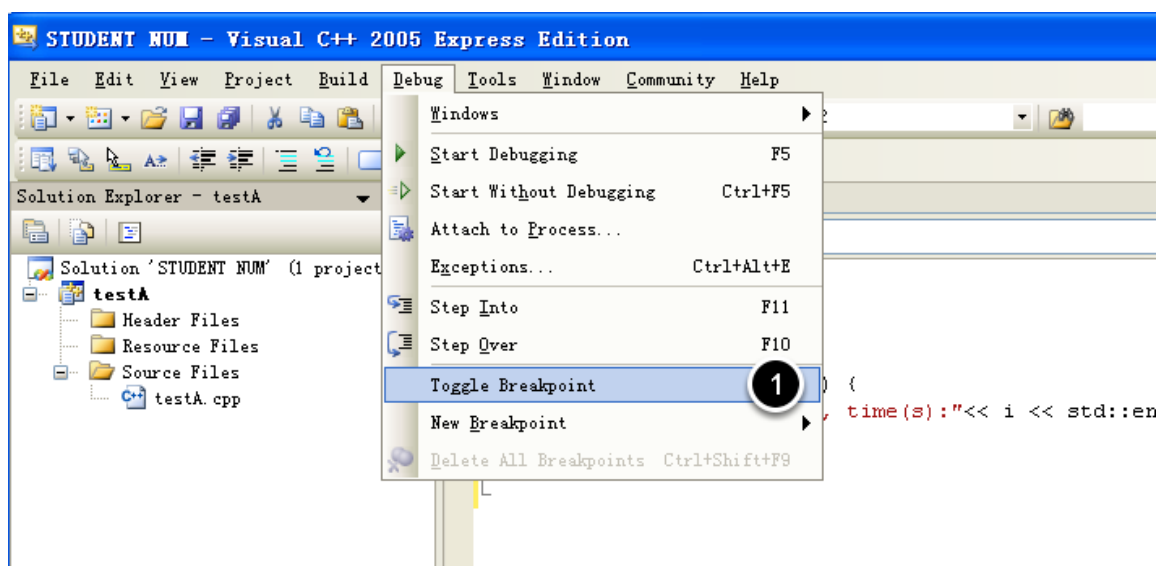 STUDENT NUM - Visual C++ 2005 Express Edition
File Edit View Project Build Debug Tools Window Community Help
Windows
Start Debugging F5
Start Without Debugging Ctrl+F5
Attach to Process...
Exceptions... Ctrl+Alt+E
Step Into F11
Step Over F10
Toggle Breakpoint 1
New Breakpoint
Delete All Breakpoints Ctrl+Shift+F9
Solution Explorer - testA
Solution 'STUDENT NUM' (1 project
testA
Header Files
Resource Files
Source Files
testA.cpp
) {
, time(s):"<< i << std::en